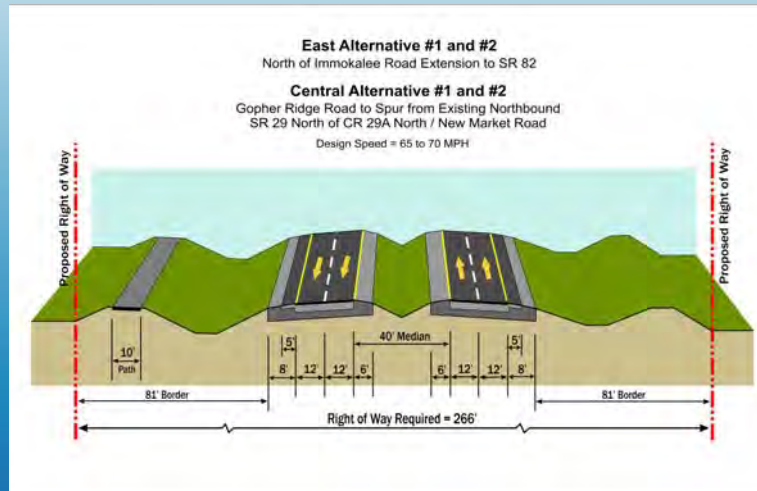 East Alternative #1 and #2
North of Immokalee Road Extension to SR 82
Central Alternative #1 and #2
Gopher Ridge Road to Spur from Existing Northbound
SR 29 North of CR 29A North / New Market Road
Design Speed = 65 to 70 MPH
Proposed Right of Way
Proposed Right of Way
5' 40' Median 5'
10'
Path
8' 12' 12' 6' 6' 12' 12' 8'
81' Border 81' Border
Right of Way Required = 266'